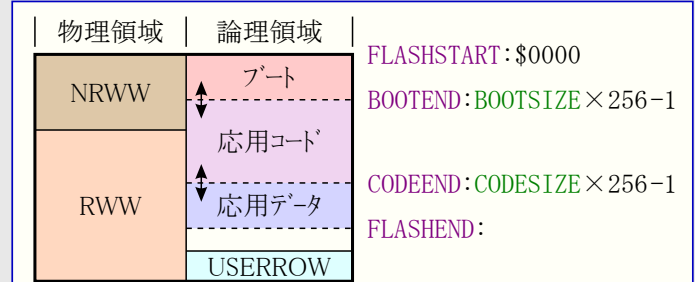 物理領域 論理領域
FLASHSTART:$0000
ブート
NRWW
BOOTEND:BOOTSIZE×256-1
応用コード
CODEEND:CODESIZE×256-1
RWW 応用データ
FLASHEND:
USERROW